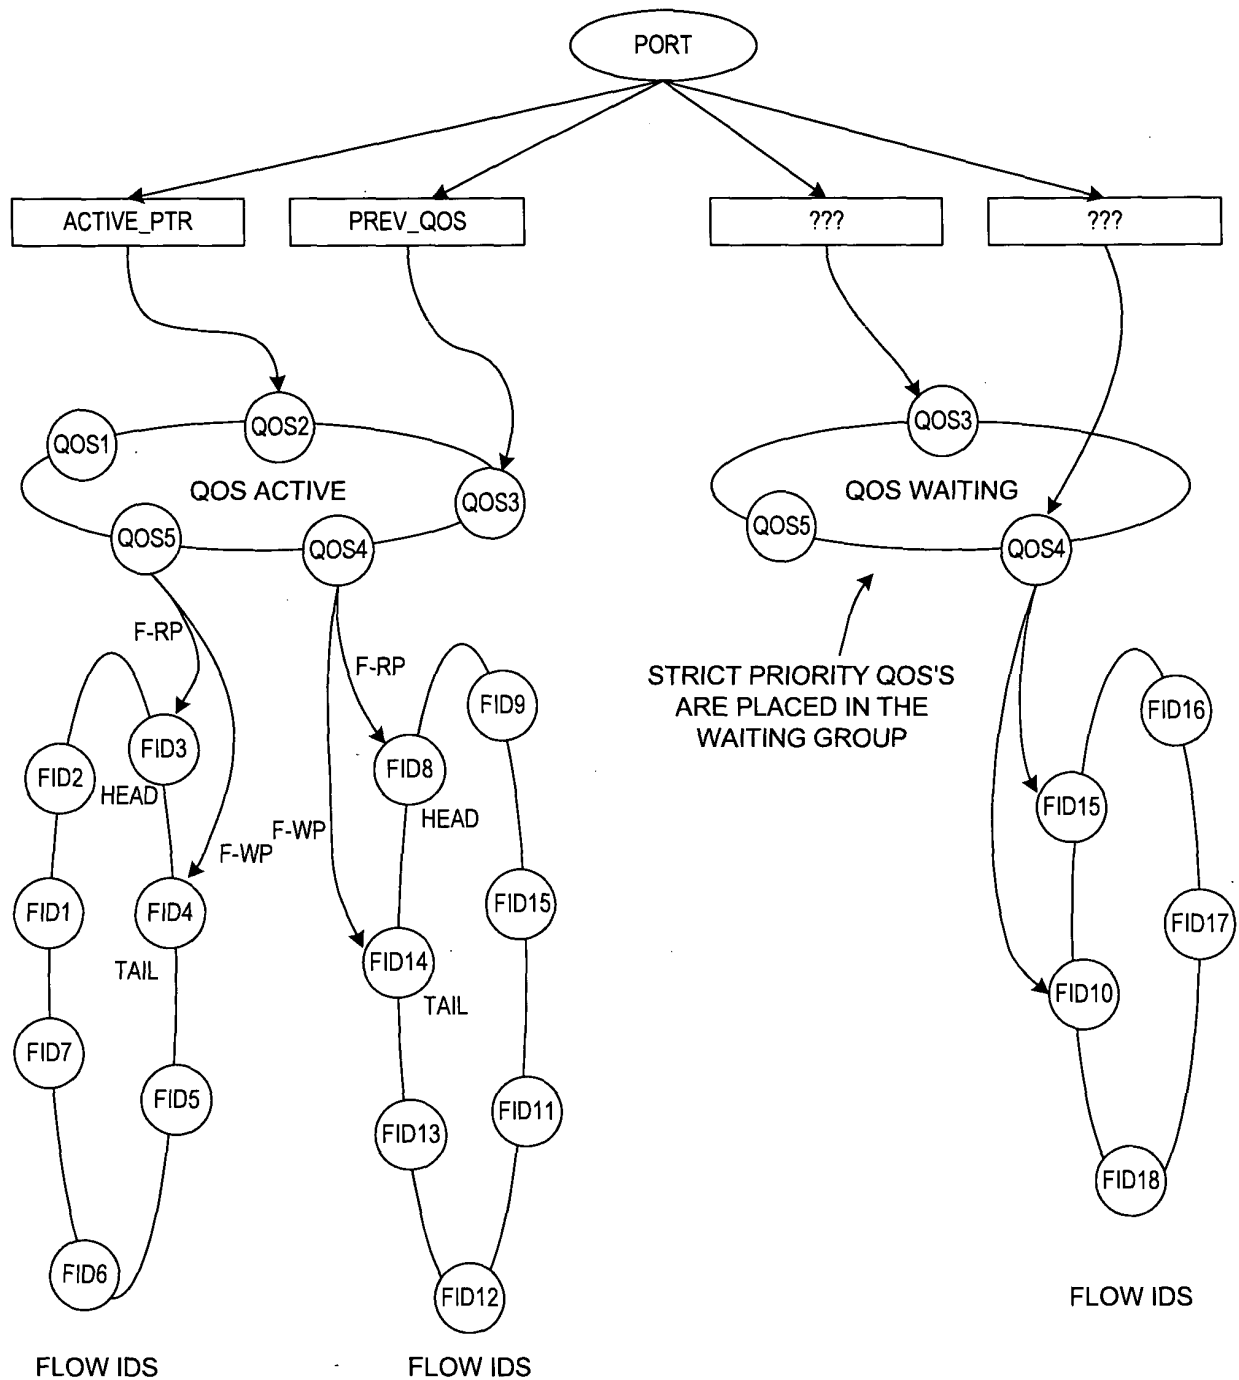 PORT
ACTIVE_PTR
PREV_QOS
???
???
QOS1
QOS2
QOS3
QOS ACTIVE
QOS5
QOS4
QOS3
QOS WAITING
QOS5
QOS4
STRICT PRIORITY QOS'S
ARE PLACED IN THE
WAITING GROUP
F-RP
F-WP
FID3
HEAD
FID2
FID4
TAIL
FID1
FID7
FID5
FID6
FLOW IDS
F-RP
F-WP
FID9
FID8
HEAD
FID15
FID14
TAIL
FID13
FID11
FID12
FLOW IDS
FID16
FID15
FID17
FID10
FID18
FLOW IDS